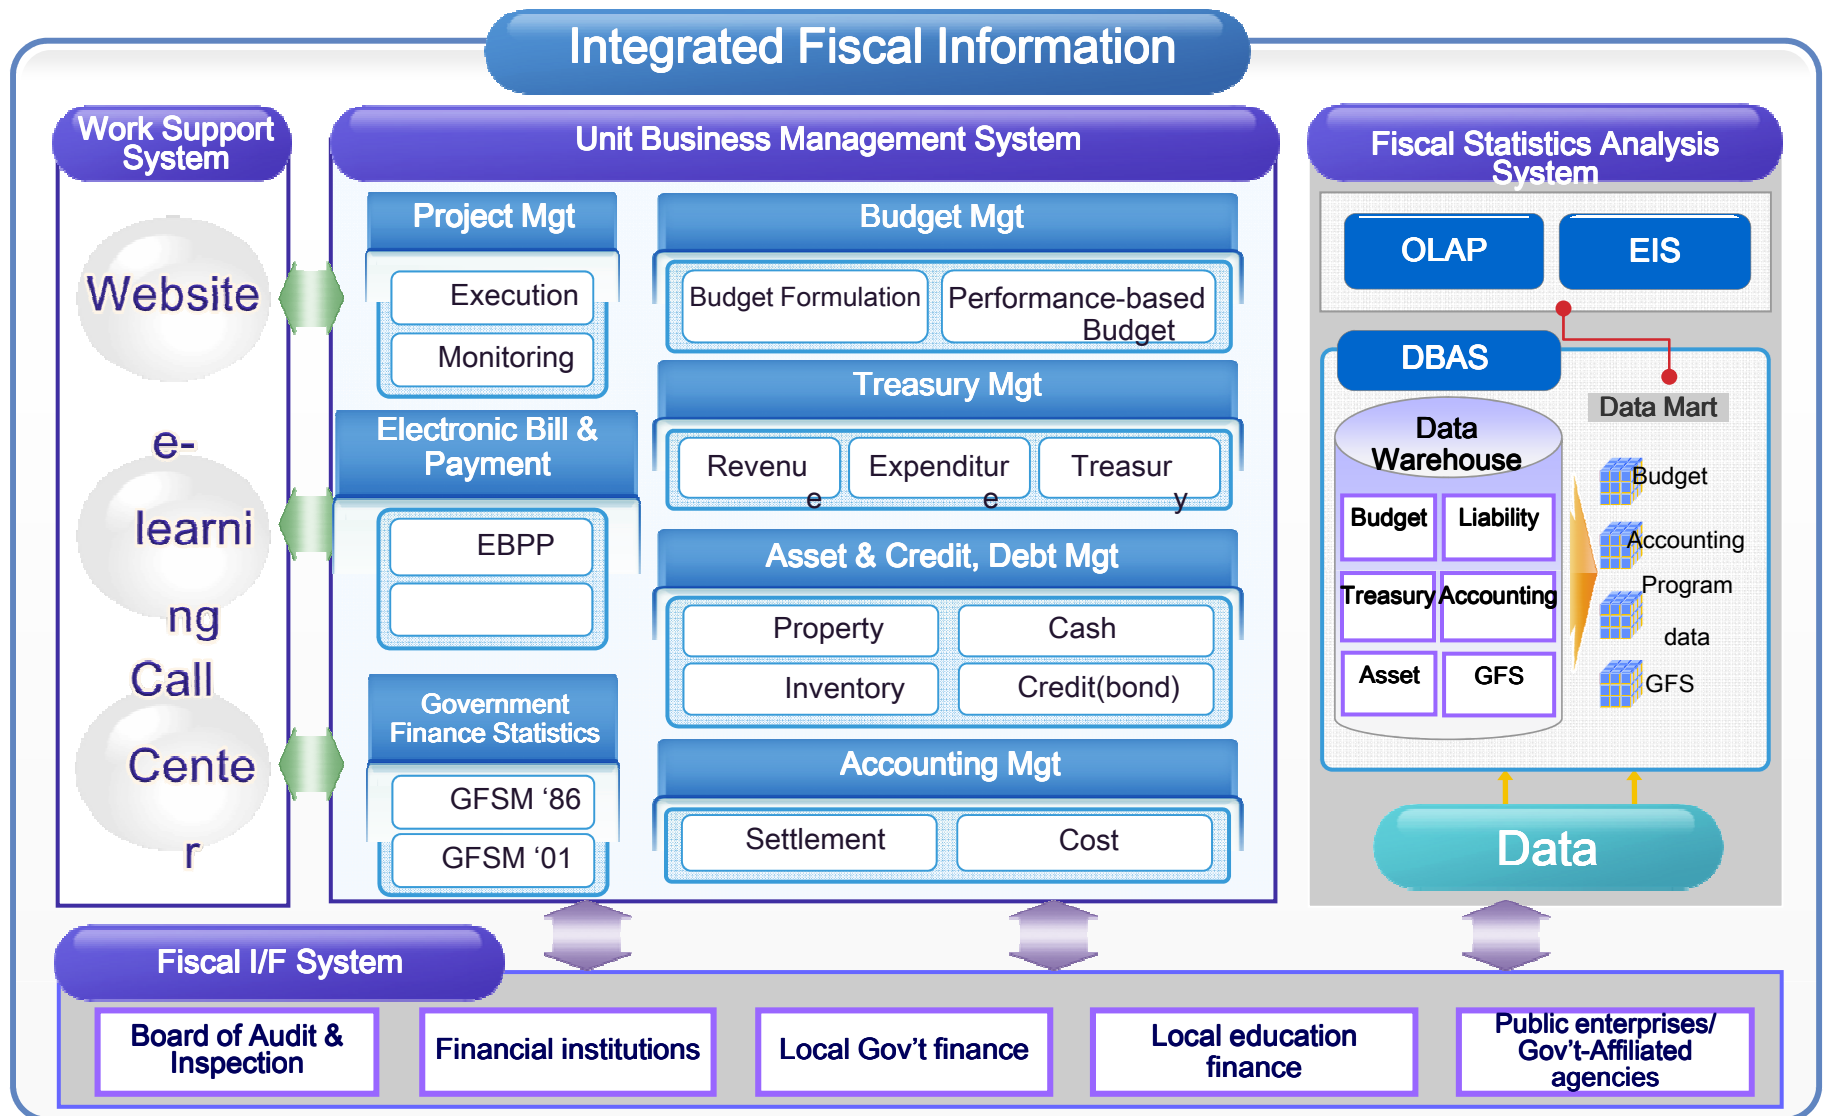 Integrated Fiscal Information
Work Support
System
Website
e-
learni
ng
Call
Cente
r
Unit Business Management System
Project Mgt
Execution
Monitoring
Electronic Bill &
Payment
EBPP
Government
Finance Statistics
GFSM ‘86
GFSM ‘01
Budget Mgt
Budget Formulation
Performance-based
Budget
Treasury Mgt
Revenu
e
Expenditur
e
Treasur
y
Asset & Credit, Debt Mgt
Property
Cash
Inventory
Credit(bond)
Accounting Mgt
Settlement
Cost
Fiscal Statistics Analysis
System
OLAP
EIS
DBAS
Data Mart
Data
Warehouse
Budget
Liability
Treasury
Accounting
Asset
GFS
Budget
Accounting
Program
data
GFS
Data
Fiscal I/F System
Board of Audit &
Inspection
Financial institutions
Local Gov’t finance
Local education
finance
Public enterprises/
Gov’t-Affiliated
agencies